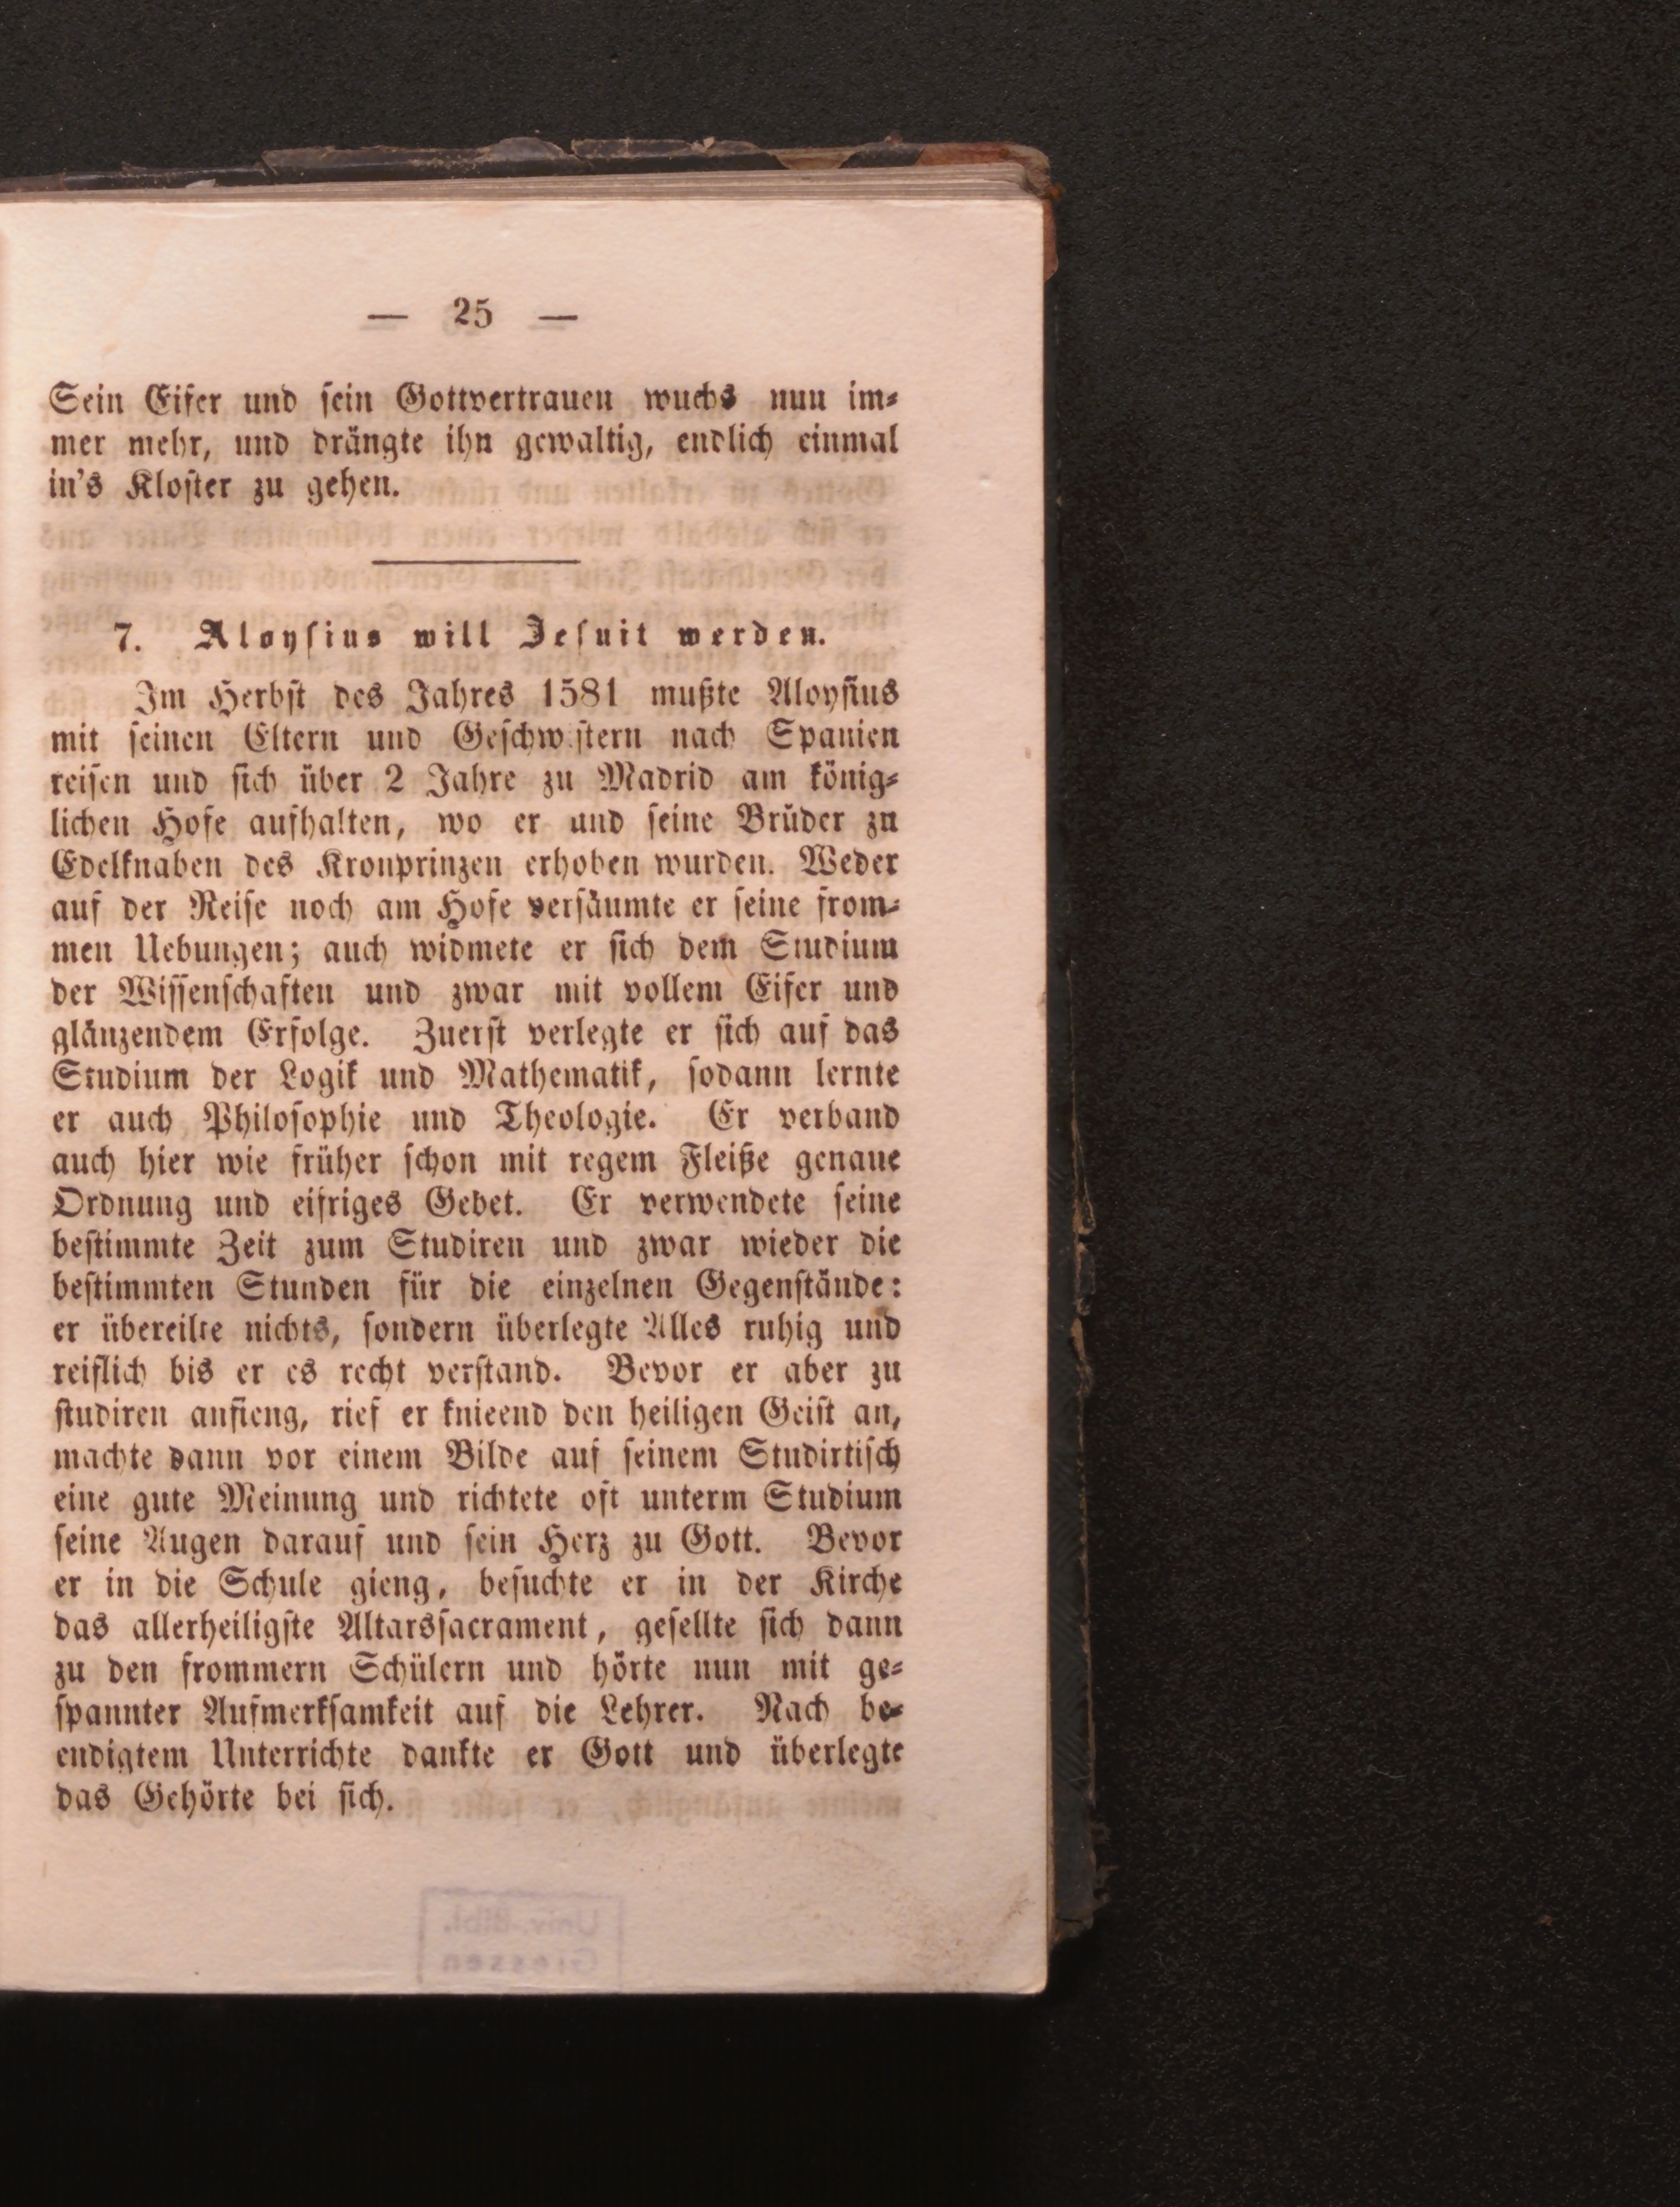 — 25 —
Sein Eifer und ſein Gottvertrauen wuchs nun im⸗
mer mehr, und drängte ihn gewaltig, endlich einmal
in's Kloſter zu gehen.
7. Aloyſius will Jeſuit werden.
Im Herbſt des Jahres 1581 mußte Aloyſius
mit ſeinen Eltern und Geſchw.ſtern nach Spanien
reiſen und ſich über 2 Jahre zu Madrid am könig⸗
lichen Hofe aufhalten, wo er und ſeine Brüder zu
Edelknaben des Kronprinzen erhoben wurden. Weder
auf der Reiſe noch am Hofe verſäumte er ſeine from⸗
men Uebungen; auch widmete er ſich dem Studium
der Wiſſenſchaften und zwar mit vollem Eifer und
glänzendem Erfolge. Zuerſt verlegte er ſich auf das
Studium der Logik und Mathematik, ſodann lernte
er auch Philoſophie und Theologie. Er verband
auch hier wie früher ſchon mit regem Fleiße genaue
Ordnung und eifriges Gebet. Er verwendete ſeine
beſtimmte Zeit zum Studiren und zwar wieder die
beſtimmten Stunden für die einzelnen Gegenſtände:
er übereilte nichts, ſondern überlegte Alles ruhig und
reiflich bis er es recht verſtand. Bevor er aber zu
ſtudiren anfieng, rief er knieend den heiligen Geiſt an,
machte dann vor einem Bilde auf ſeinem Studirtiſch
eine gute Meinung und richtete oft unterm Studium
ſeine Augen darauf und ſein Herz zu Gott. Bevor
er in die Schule gieng, beſuchte er in der Kirche
das allerheiligſte Altarsſacrament, geſellte ſich dann
zu den frommern Schülern und hörte nun mit ge⸗
ſpannter Aufmerkſamkeit auf die Lehrer. Nach be⸗
endigtem Unterrichte dankte er Gott und überlegte
das Gehörte bei ſich.
Univ.-Bibl.
Giessen